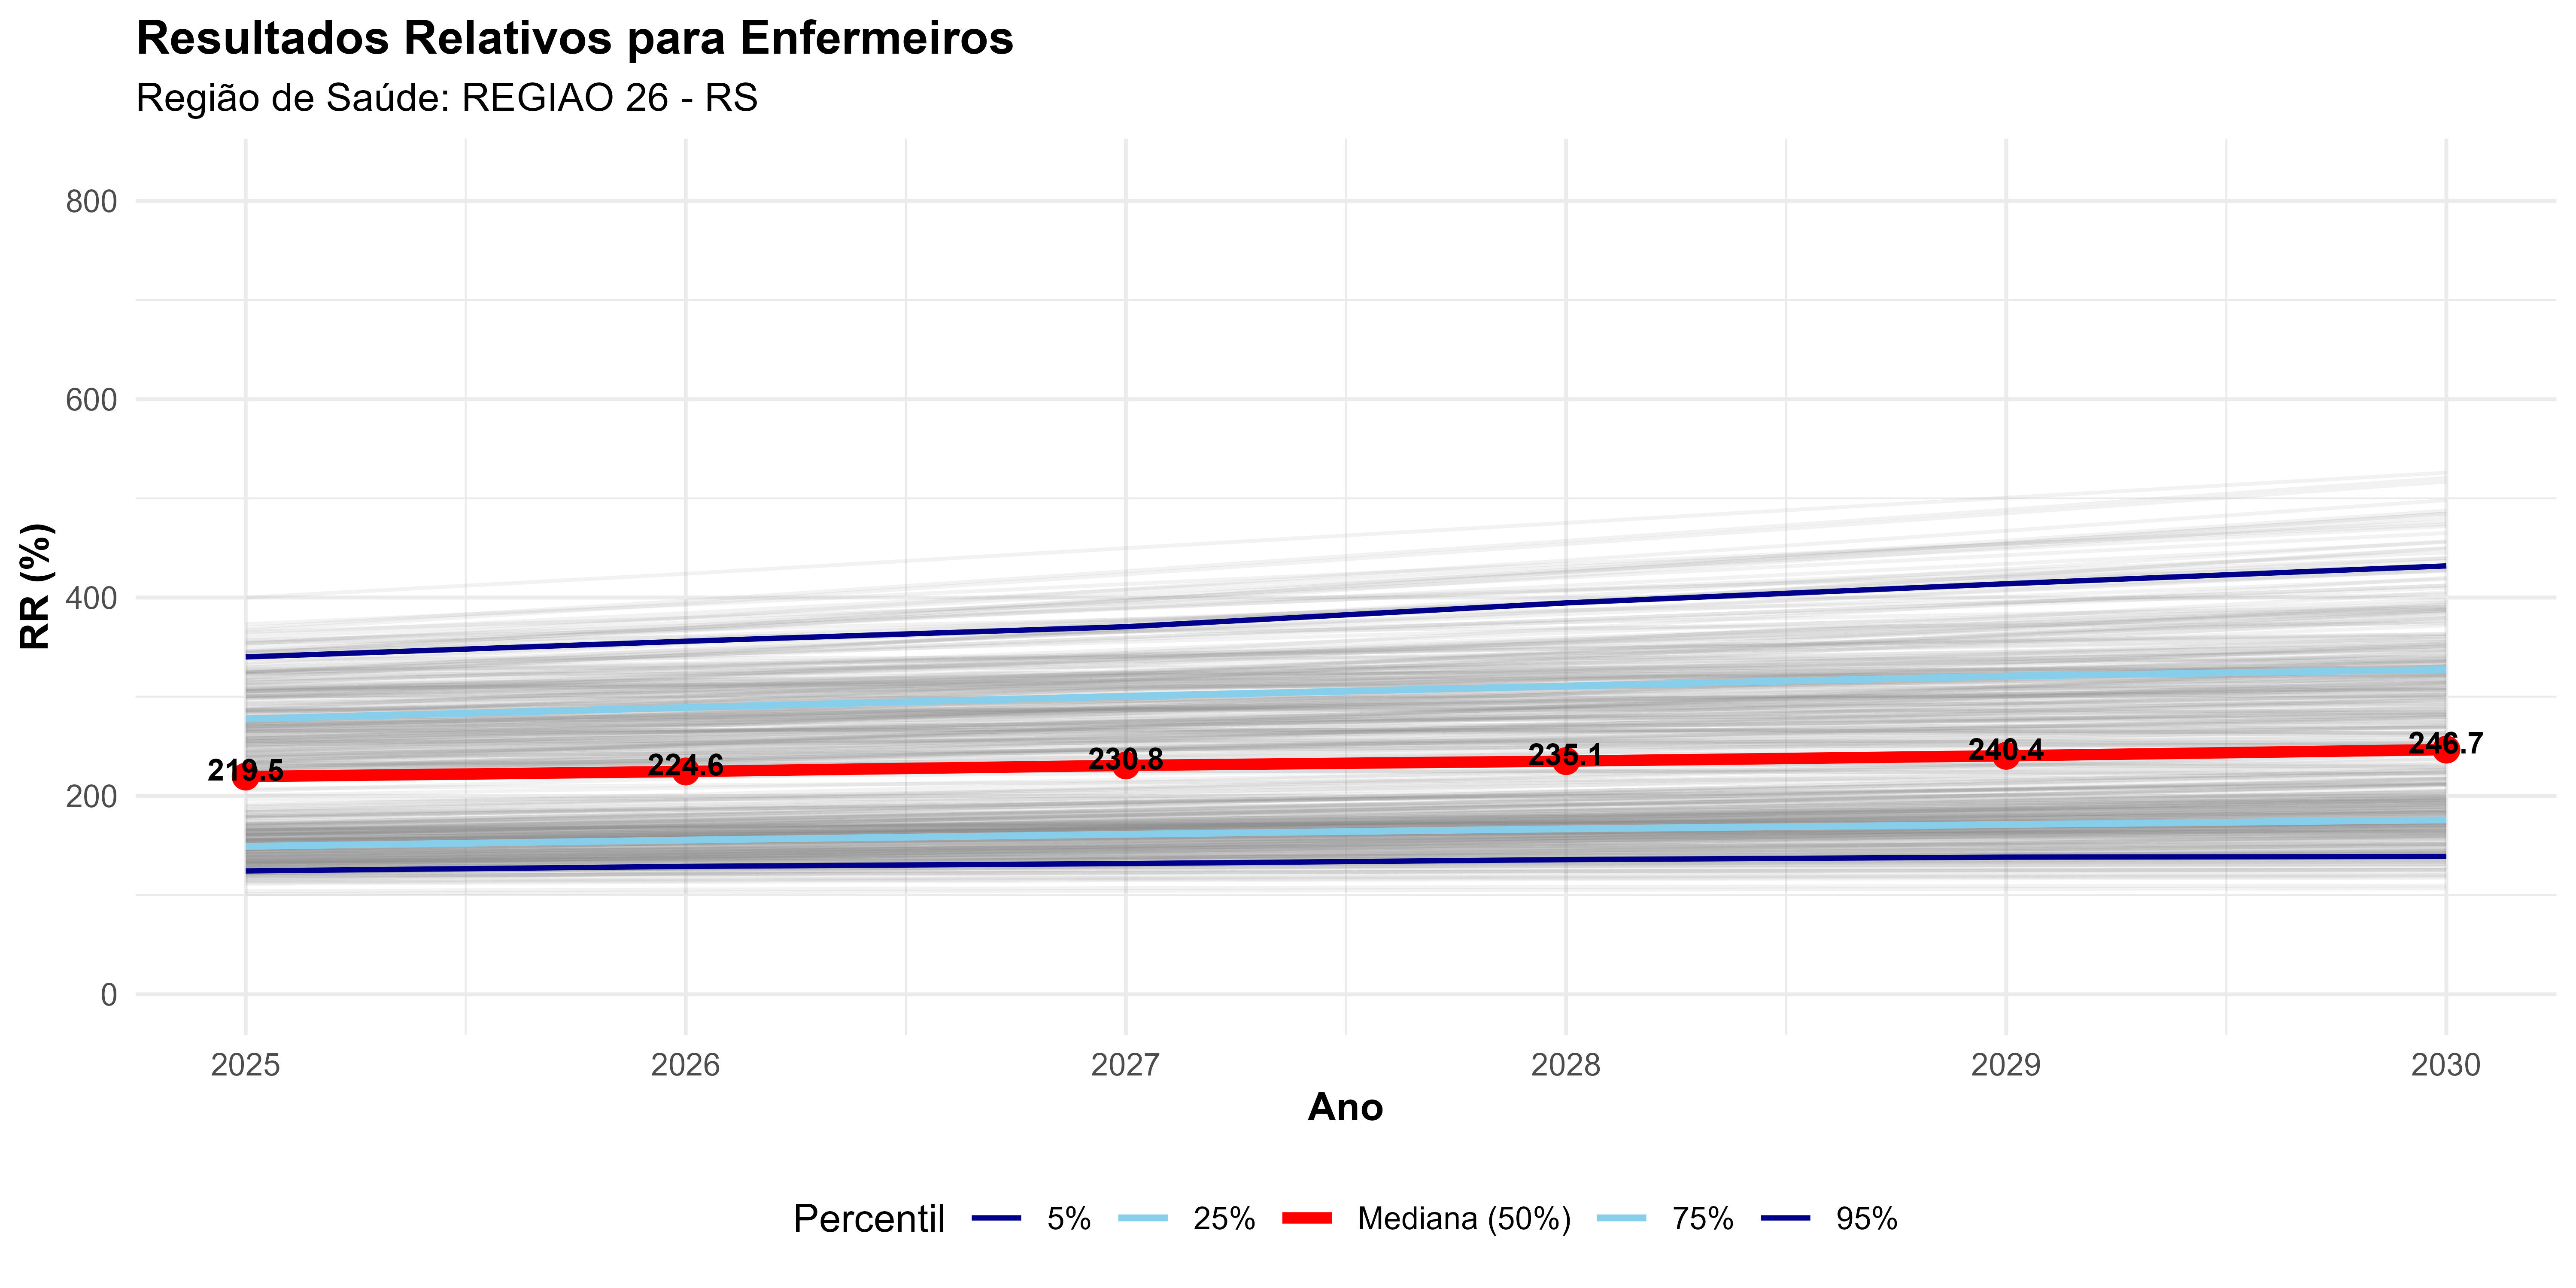 Resultados Relativos para Enfermeiros
Região de Saúde: REGIAO 26 - RS
RR (%)
800
600
400
200
0
219.5 224.6 230.8 235.1 240.4 246.7
2025 2026 2027 2028 2029 2030
Ano
Percentil 5% 25% Mediana (50%) 75% 95%